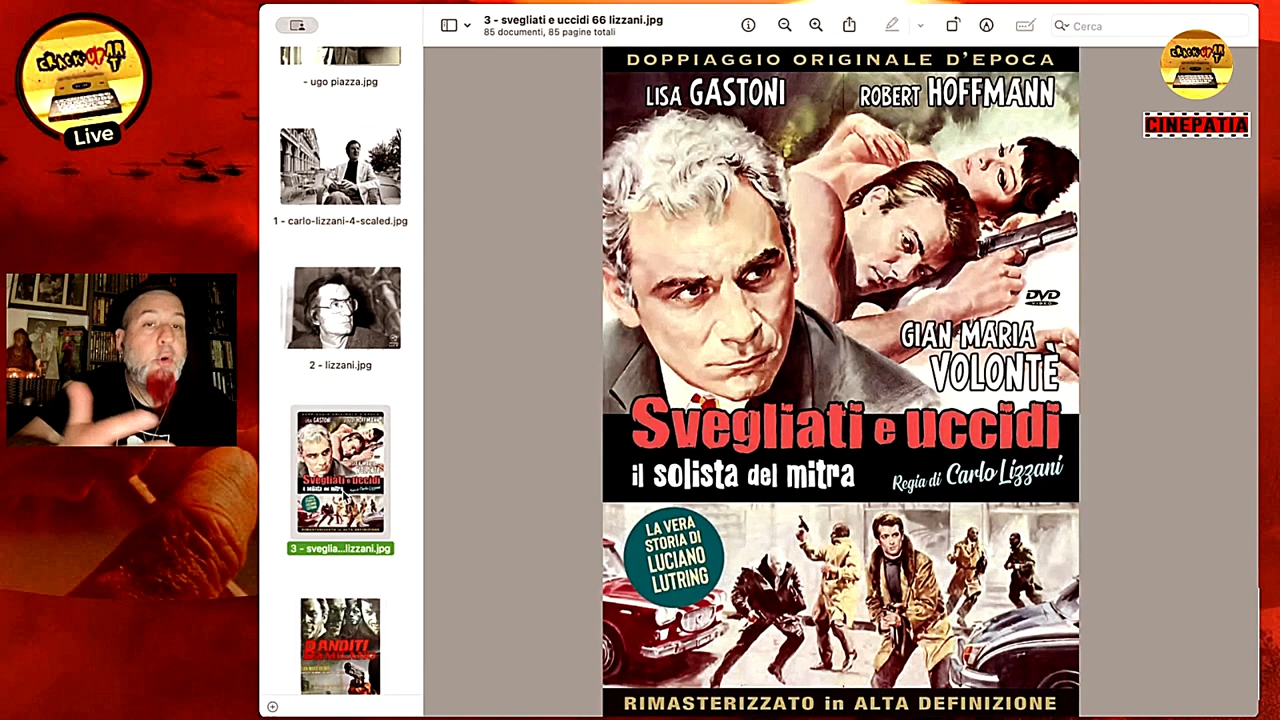 CRACK-UP ART
Live
- ugo piazza.jpg
1 - carlo-lizzani-4-scaled.jpg
2 - lizzani.jpg
3 - sveglia...lizzani.jpg
BANDITI
3 - svegliati e uccidi 66 lizzani.jpg
85 documenti, 85 pagine totali
Cerca
CINEPATIA
DOPPIAGGIO ORIGINALE D'EPOCA
LISA GASTONI
ROBERT HOFFMANN
DVD
VIDEO
GIAN MARIA
VOLONTÈ
Svegliati e uccidi
il solista del mitra
Regia di Carlo Lizzani
LA VERA
STORIA DI
LUCIANO
LUTRING
RIMASTERIZZATO in ALTA DEFINIZIONE